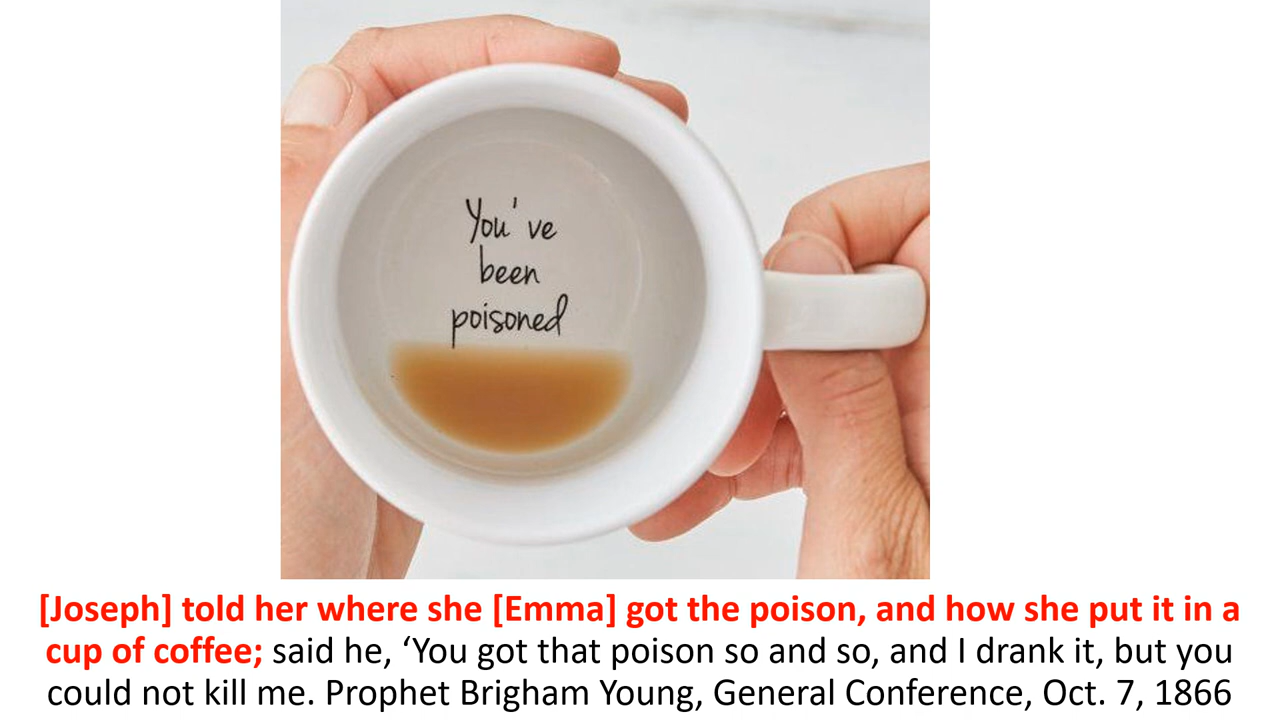 You've
been
poisoned
[Joseph] told her where she [Emma] got the poison, and how she put it in a
cup of coffee; said he, ‘You got that poison so and so, and I drank it, but you
could not kill me. Prophet Brigham Young, General Conference, Oct. 7, 1866